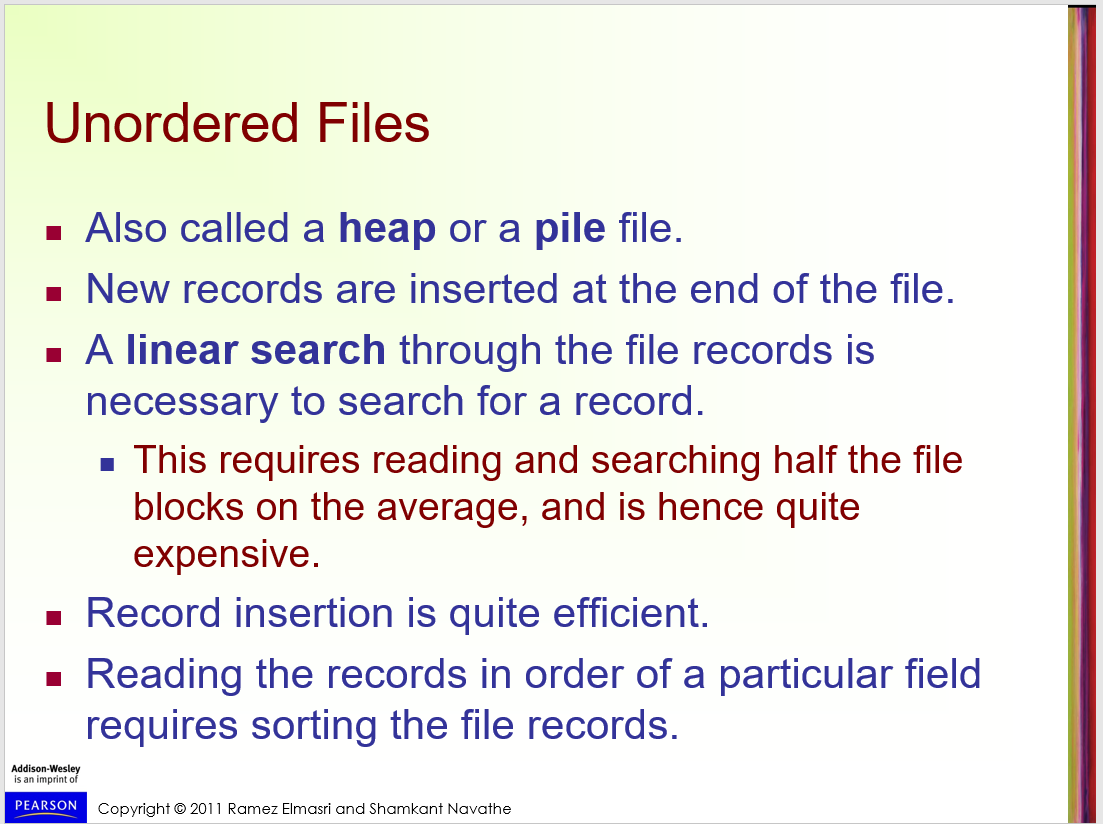 Unordered Files
Also called a heap or a pile file.
New records are inserted at the end of the file.
A linear search through the file records is
necessary to search for a record.
This requires reading and searching half the file
blocks on the average, and is hence quite
expensive.
Record insertion is quite efficient.
Reading the records in order of a particular field
requires sorting the file records.
Addison-Wesley
is an imprint of
PEARSON
Copyright © 2011 Ramez Elmasri and Shamkant Navathe